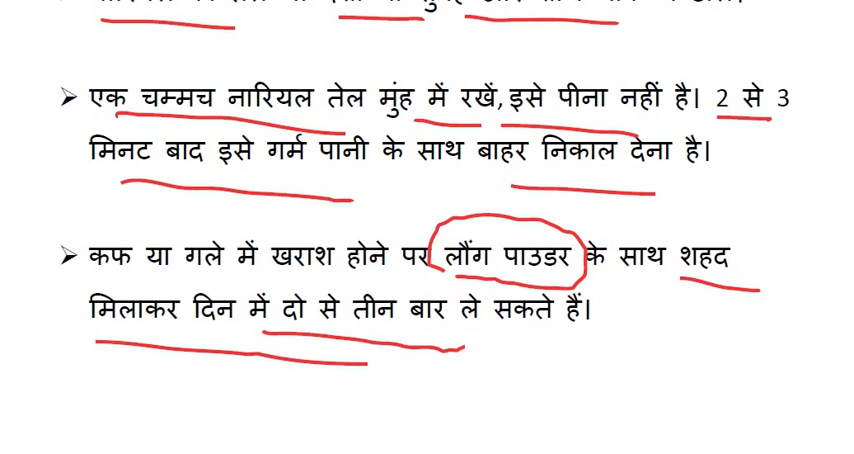 ➢ एक चम्मच नारियल तेल मुंह में रखें, इसे पीना नहीं है। 2 से 3
मिनट बाद इसे गर्म पानी के साथ बाहर निकाल देना है।
➢ कफ या गले में खराश होने पर लौंग पाउडर के साथ शहद
मिलाकर दिन में दो से तीन बार ले सकते हैं।